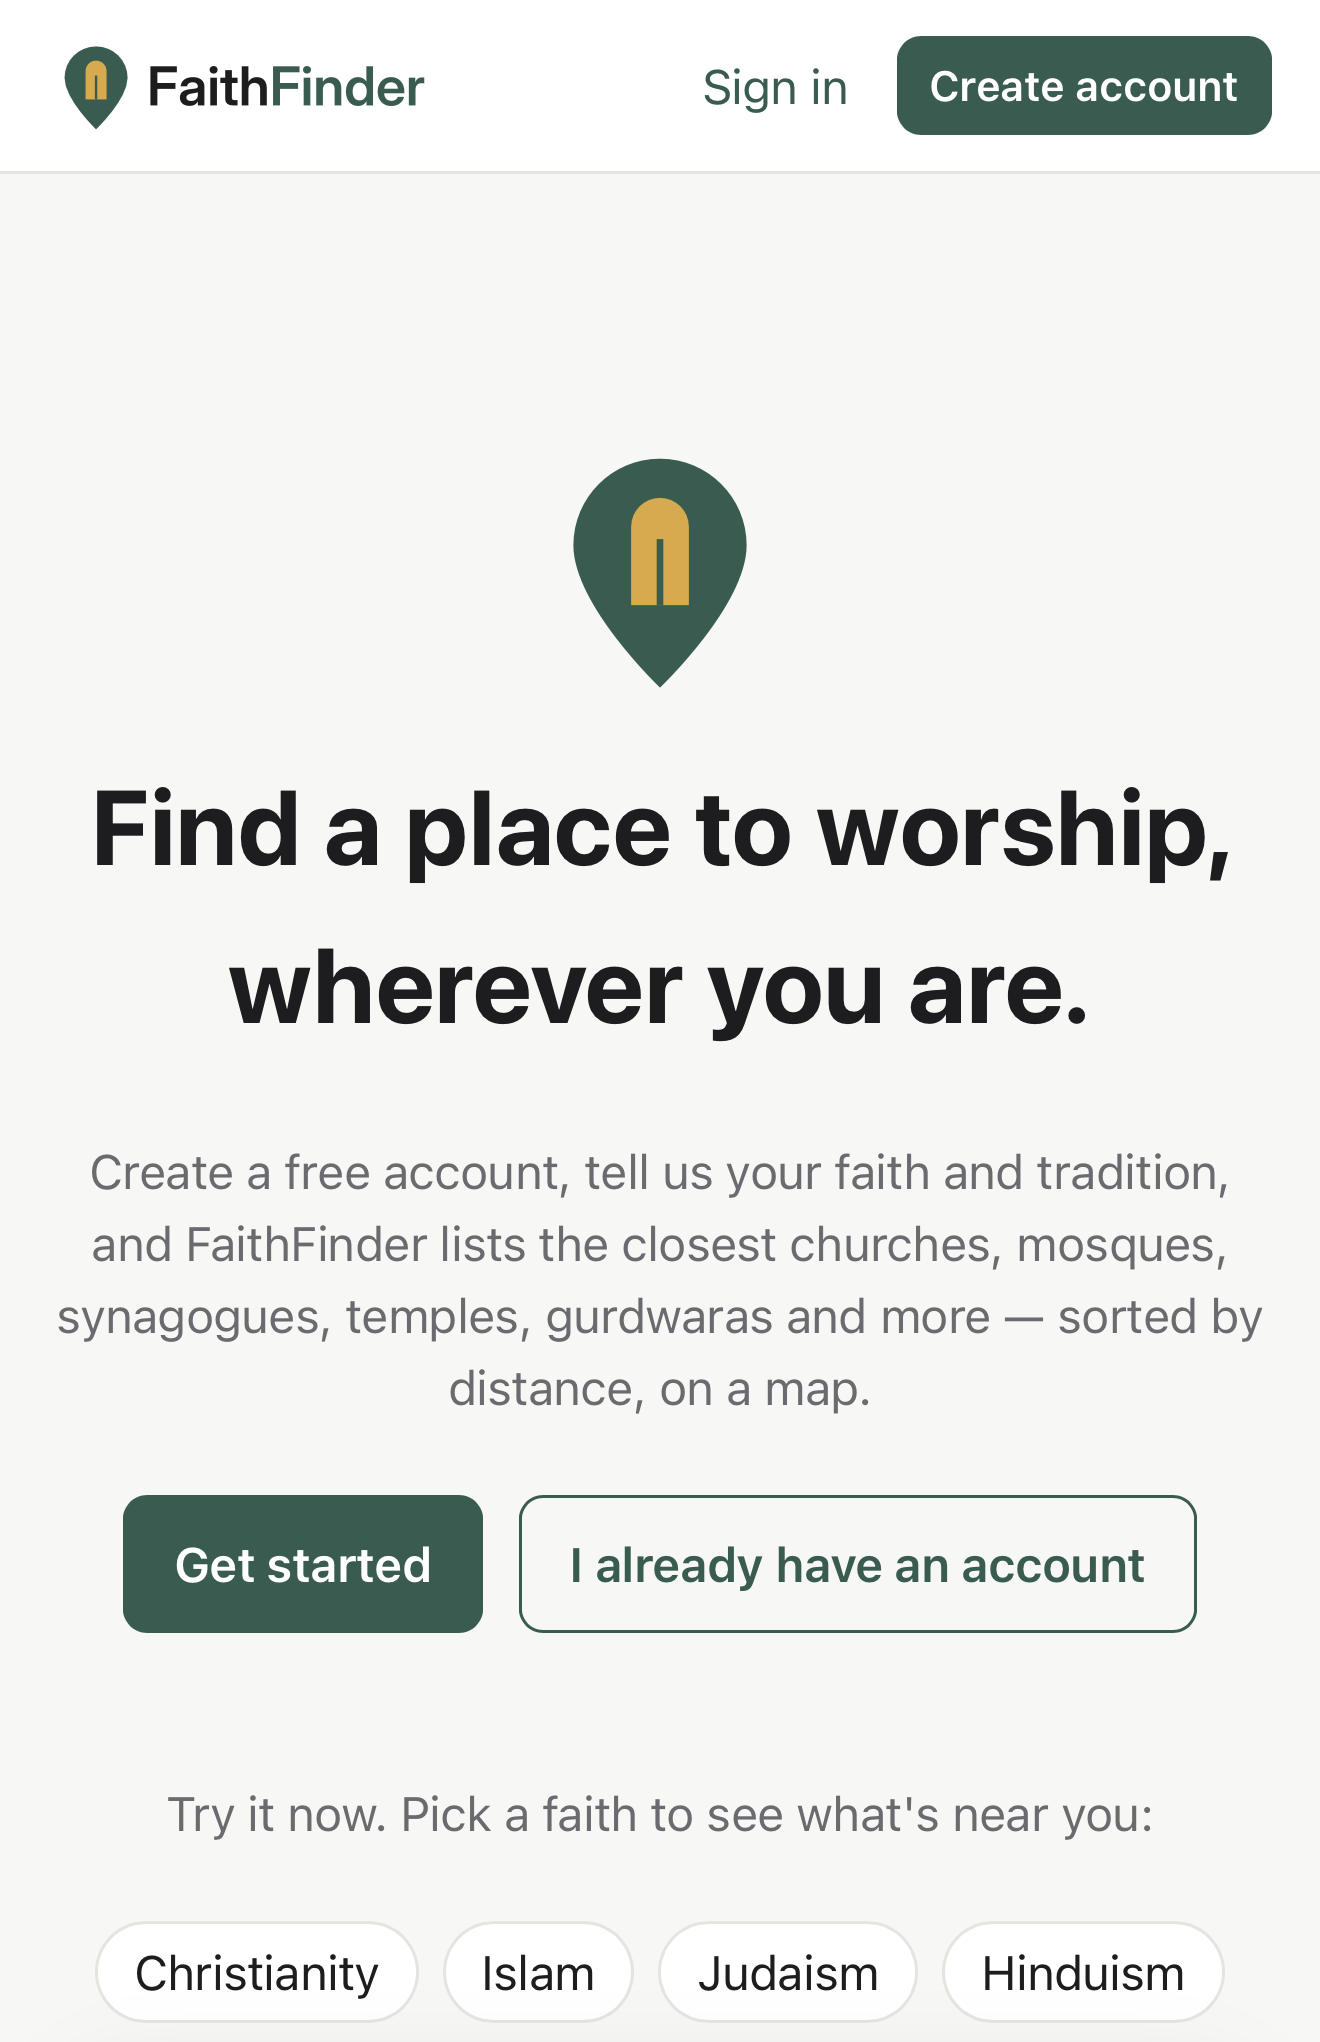 FaithFinder
Sign in
Create account
Find a place to worship,
wherever you are.
Create a free account, tell us your faith and tradition,
and FaithFinder lists the closest churches, mosques,
synagogues, temples, gurdwaras and more — sorted by
distance, on a map.
Get started
I already have an account
Try it now. Pick a faith to see what's near you:
Christianity
Islam
Judaism
Hinduism